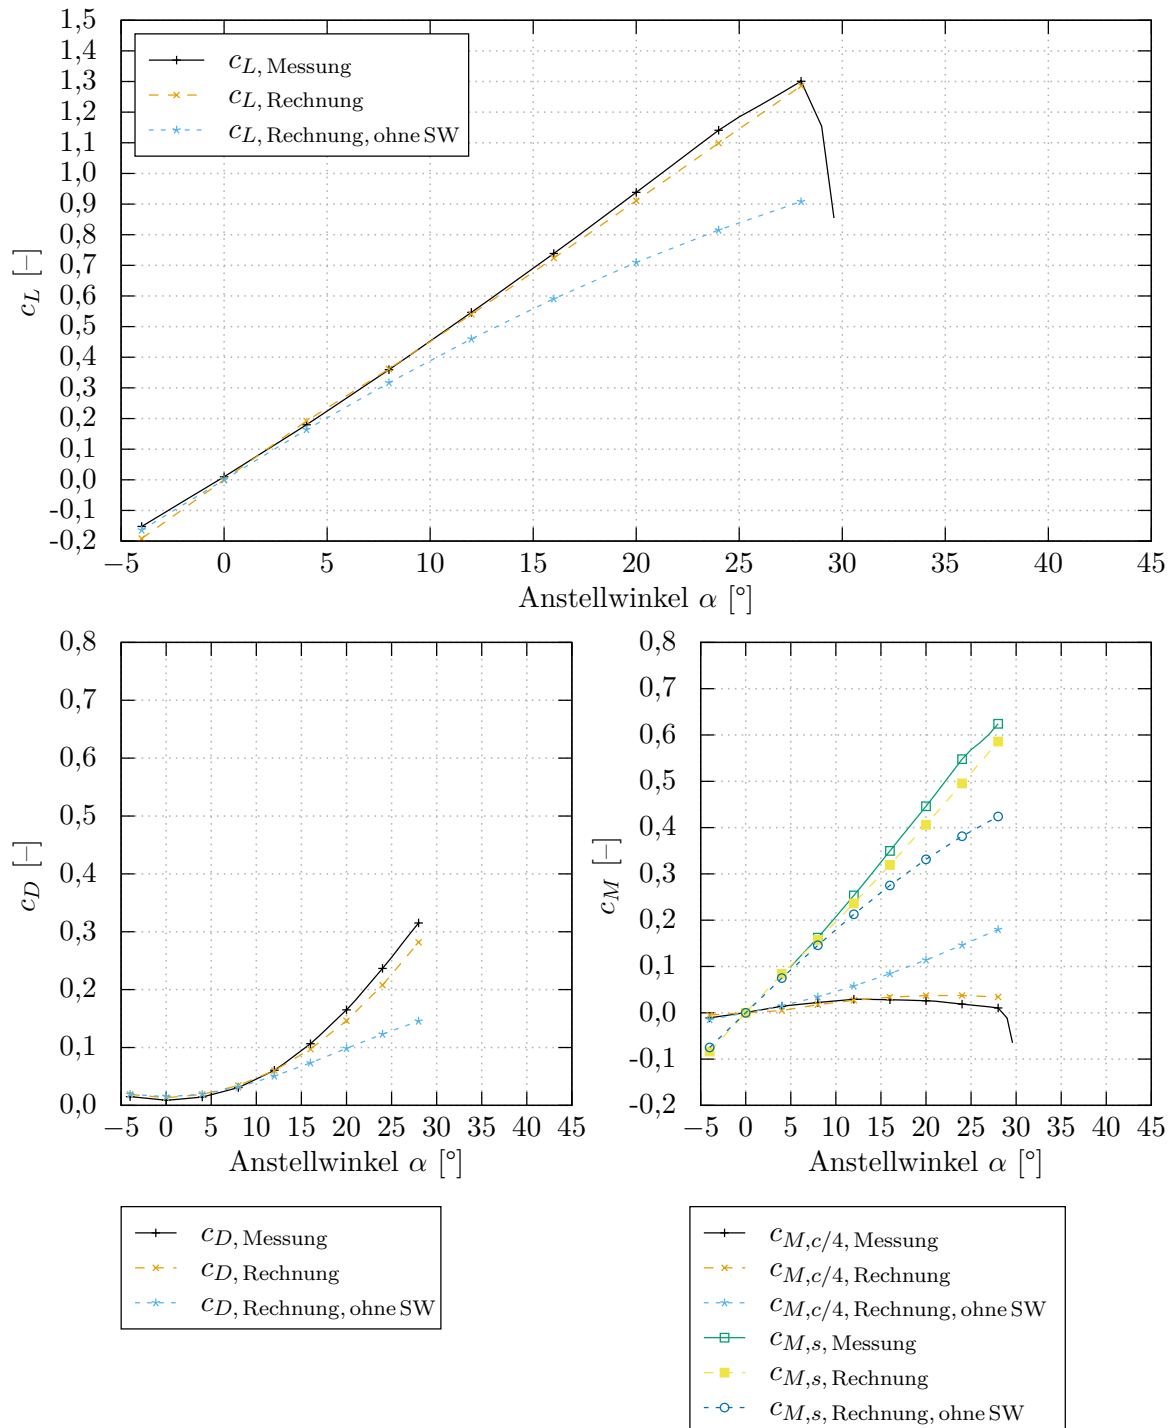 1,5
1,4
1,3
1,2
1,1
1,0
0,9
0,8
0,7
0,6
0,5
0,4
0,3
0,2
0,1
0,0
-0,1
-0,2
c_L [–]
c_L, Messung
c_L, Rechnung
c_L, Rechnung, ohne SW
−5 0 5 10 15 20 25 30 35 40 45
Anstellwinkel α [°]
0,8
0,7
0,6
0,5
0,4
0,3
0,2
0,1
0,0
c_D [–]
−5 0 5 10 15 20 25 30 35 40 45
Anstellwinkel α [°]
c_D, Messung
c_D, Rechnung
c_D, Rechnung, ohne SW
0,8
0,7
0,6
0,5
0,4
0,3
0,2
0,1
0,0
-0,1
-0,2
c_M [–]
−5 0 5 10 15 20 25 30 35 40 45
Anstellwinkel α [°]
c_M,c/4, Messung
c_M,c/4, Rechnung
c_M,c/4, Rechnung, ohne SW
c_M,s, Messung
c_M,s, Rechnung
c_M,s, Rechnung, ohne SW